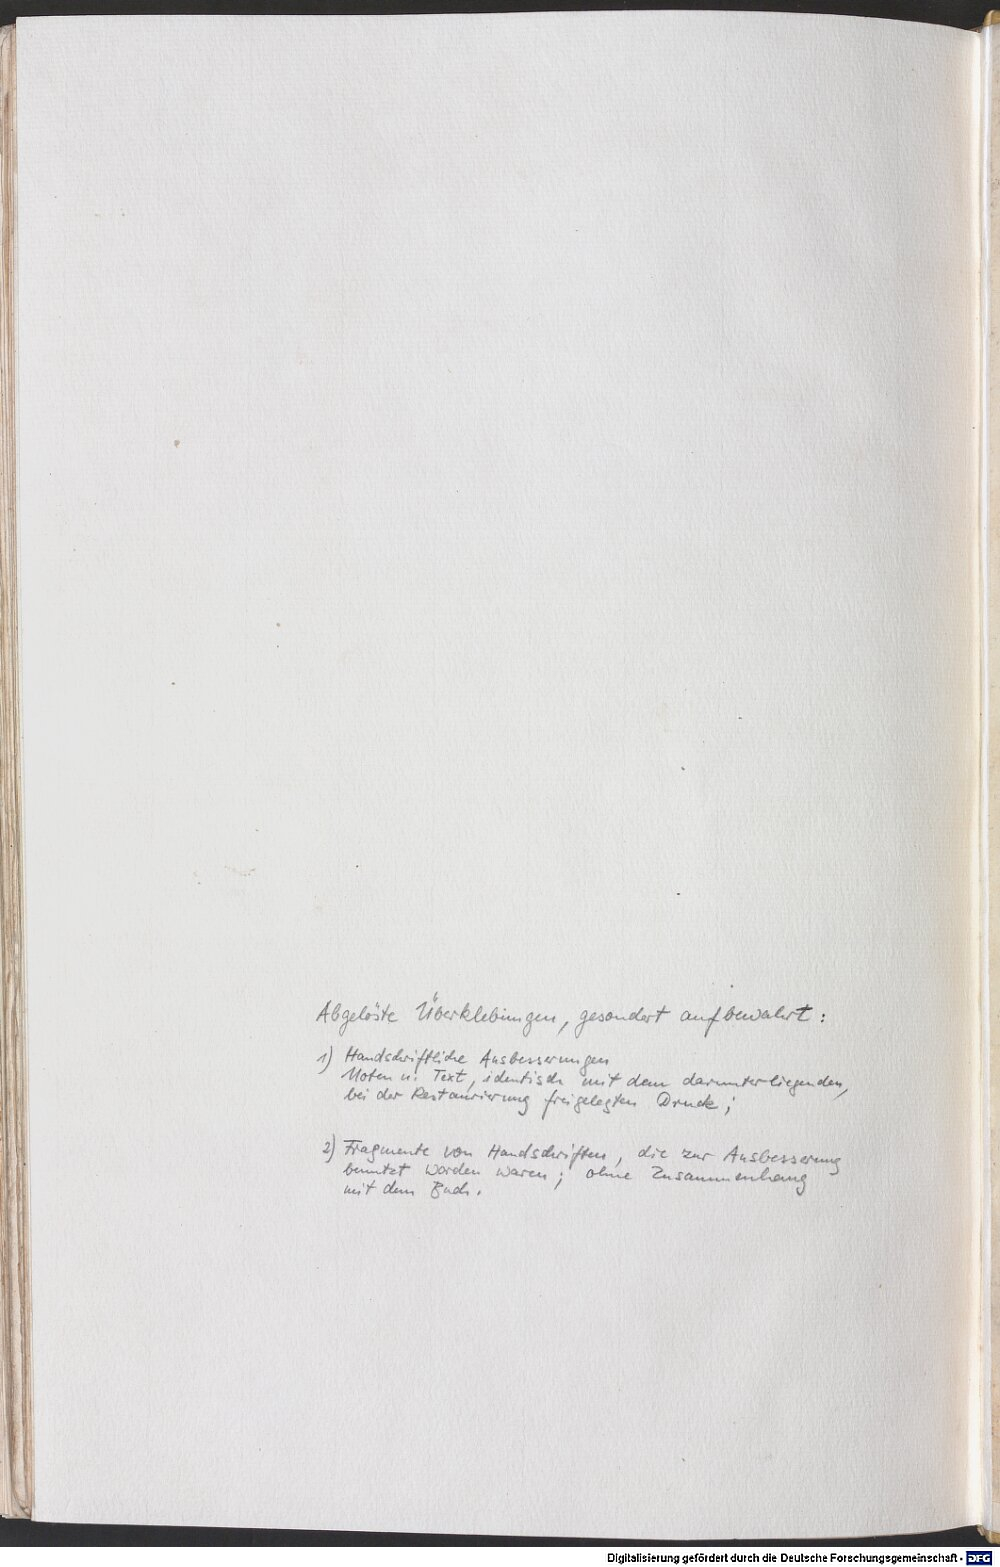 Abgelöste Überklebungen, gesondert aufbewahrt:
1) Handschriftliche Ausbesserungen
Noten u. Text, identisch mit dem darunterliegenden,
bei der Restaurierung freigelegten Druck;
2) Fragmente von Handschriften, die zur Ausbesserung
benutzt worden waren; ohne Zusammenhang
mit dem Buch.
Digitalisierung gefördert durch die Deutsche Forschungsgemeinschaft - DFG